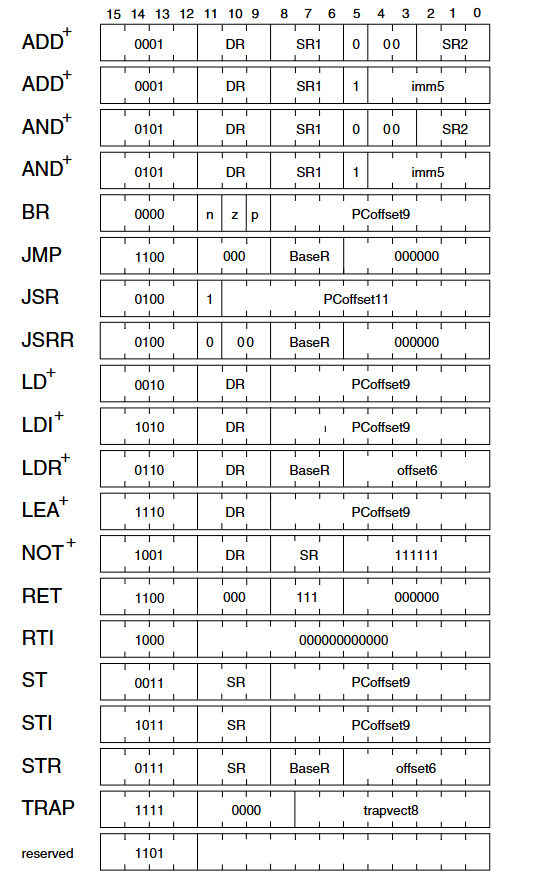 15 14 13 12 11 10 9 8 7 6 5 4 3 2 1 0
ADD+ 0001 DR SR1 0 00 SR2
ADD+ 0001 DR SR1 1 imm5
AND+ 0101 DR SR1 0 00 SR2
AND+ 0101 DR SR1 1 imm5
BR 0000 n z p PCoffset9
JMP 1100 000 BaseR 000000
JSR 0100 1 PCoffset11
JSRR 0100 0 00 BaseR 000000
LD+ 0010 DR PCoffset9
LDI+ 1010 DR PCoffset9
LDR+ 0110 DR BaseR offset6
LEA+ 1110 DR PCoffset9
NOT+ 1001 DR SR 111111
RET 1100 000 111 000000
RTI 1000 000000000000
ST 0011 SR PCoffset9
STI 1011 SR PCoffset9
STR 0111 SR BaseR offset6
TRAP 1111 0000 trapvect8
reserved 1101